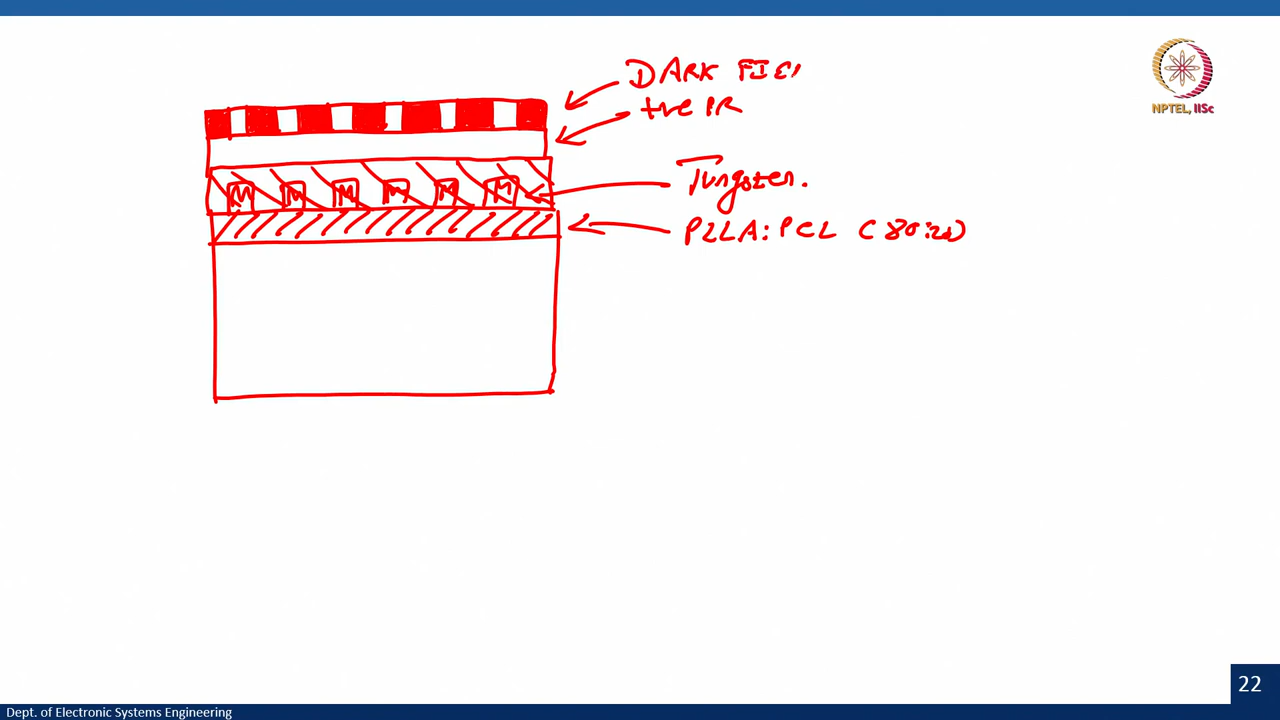 DARK FIEL
+ve PR
M M M M M M
Tungsten.
PLLA:PCL (80:20)
NPTEL, IISc
22
Dept. of Electronic Systems Engineering